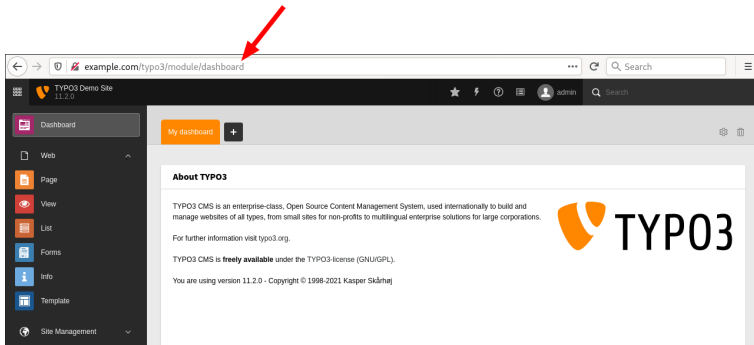 example.com/typo3/module/dashboard
Search
TYPO3 Demo Site
11.2.0
admin
Search
Dashboard
My dashboard
+
Web
Page
View
List
Forms
Info
Template
Site Management
About TYPO3
TYPO3 CMS is an enterprise-class, Open Source Content Management System, used internationally to build and
manage websites of all types, from small sites for non-profits to multilingual enterprise solutions for large corporations.
For further information visit typo3.org.
TYPO3 CMS is freely available under the TYPO3-license (GNU/GPL).
You are using version 11.2.0 - Copyright © 1998-2021 Kasper Skårhøj
TYPO3